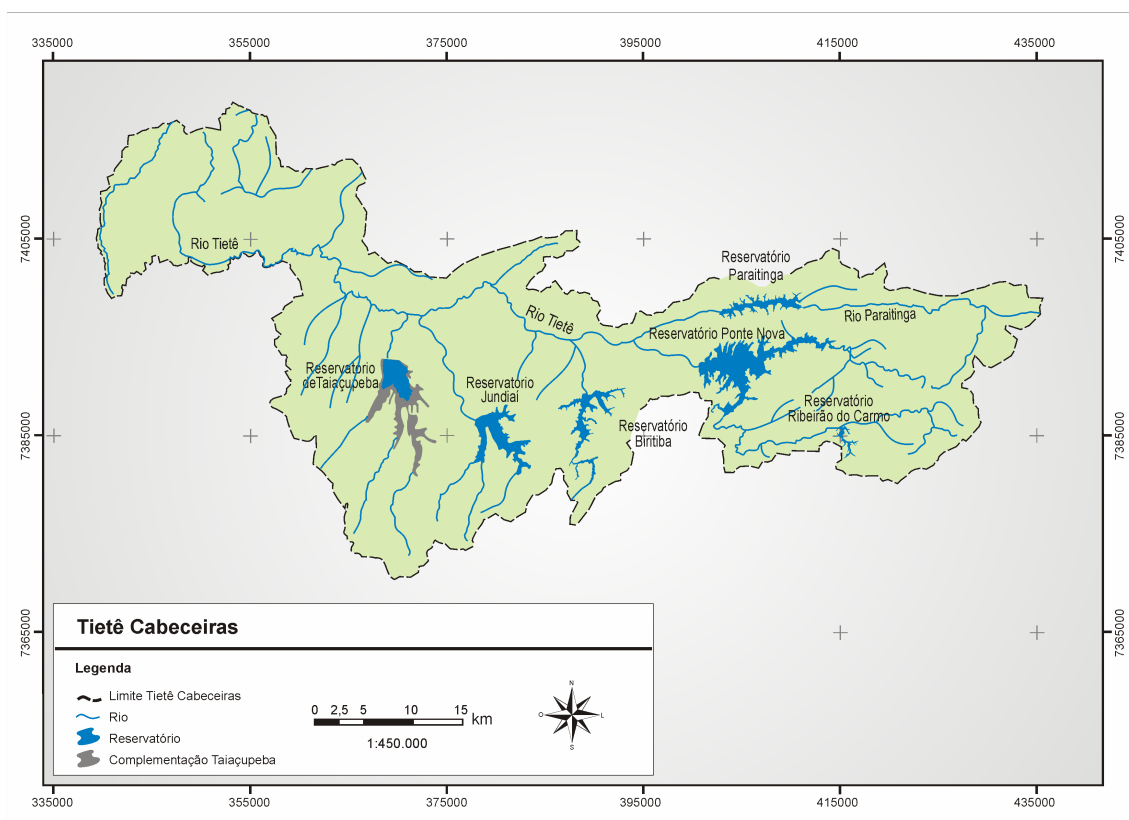 335000 355000 375000 395000 415000 435000
7405000 7405000
Rio Tietê
Reservatório
Paraitinga
Rio Tietê
Rio Paraitinga
Reservatório Ponte Nova
Reservatório
deTaiaçupeba
Reservatório
Jundiaí
Reservatório
Ribeirão do Carmo
Reservatório
Biritiba
7385000 7385000
7365000 7365000
Tietê Cabeceiras
Legenda
Limite Tietê Cabeceiras
Rio
Reservatório
Complementação Taiaçupeba
0 2,5 5 10 15 km
1:450.000
N
O L
S
335000 355000 375000 395000 415000 435000